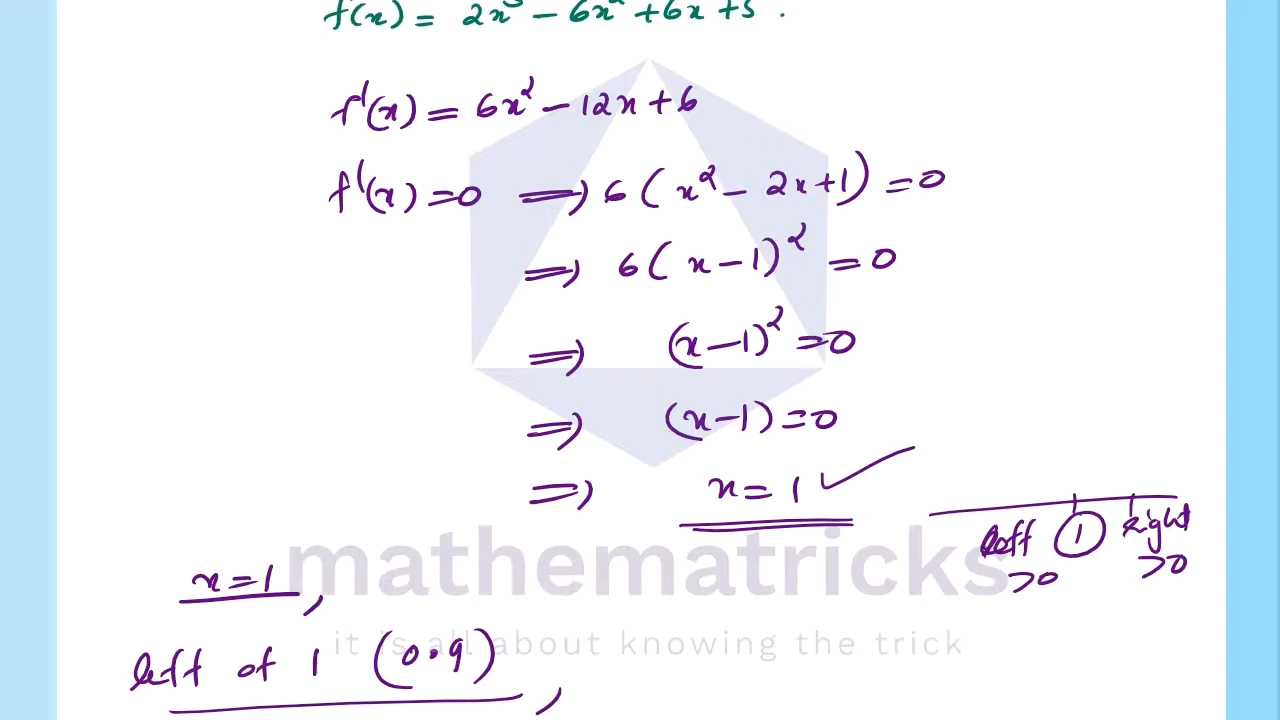 f(x) = 2x³ - 6x² + 6x + 5.
f'(x) = 6x² - 12x + 6
f'(x) = 0 ⟹ 6(x² - 2x + 1) = 0
⟹ 6(x - 1)² = 0
⟹ (x - 1)² = 0
⟹ (x - 1) = 0
⟹ x = 1 ✓
left 1 right
>0 >0
mathematricks
x = 1,
it is all about knowing the trick
left of 1 (0.9),